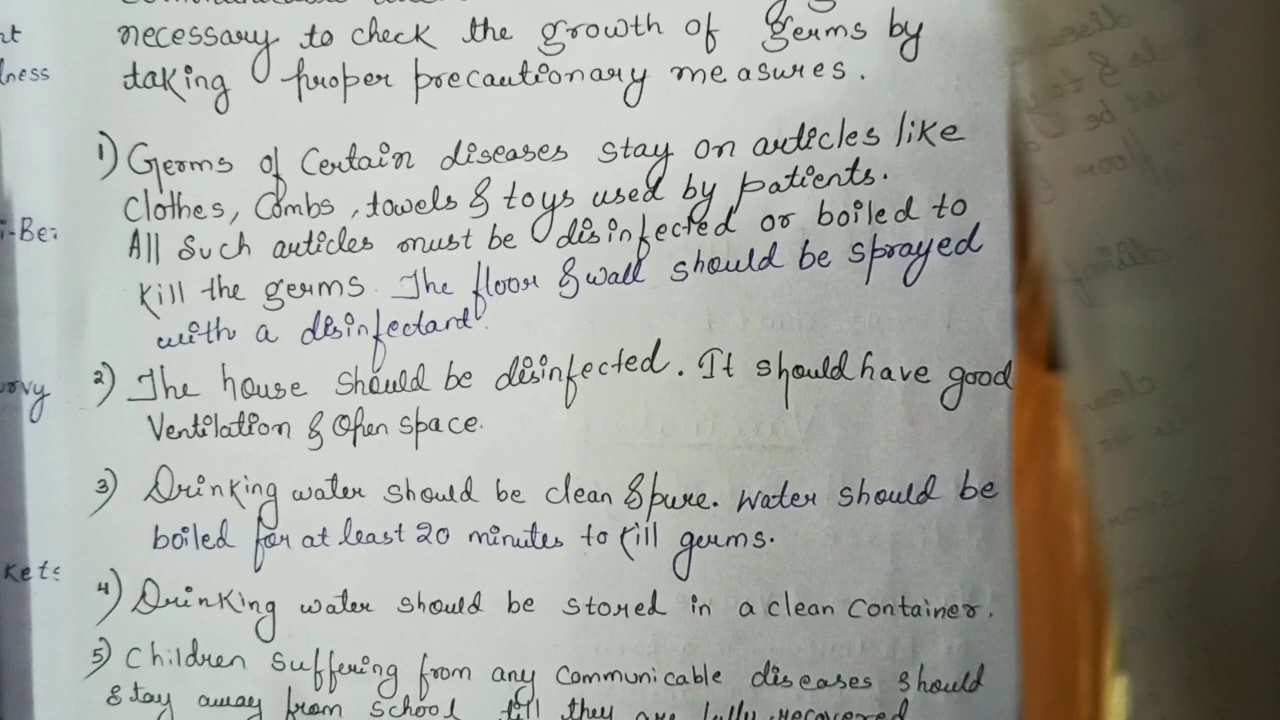 necessary to check the growth of germs by
taking proper precautionary measures.
1) Germs of Certain diseases stay on articles like
Clothes, Combs, towels & toys used by patients.
All Such articles must be disinfected or boiled to
Kill the germs. The floor & wall should be sprayed
with a disinfectant.
2) The house should be disinfected. It should have good
Ventilation & Open space.
3) Drinking water should be clean & pure. Water should be
boiled for at least 20 minutes to kill germs.
4) Drinking water should be stored in a clean Container.
5) Children Suffering from any Communicable diseases should
stay away from school till they are fully recovered